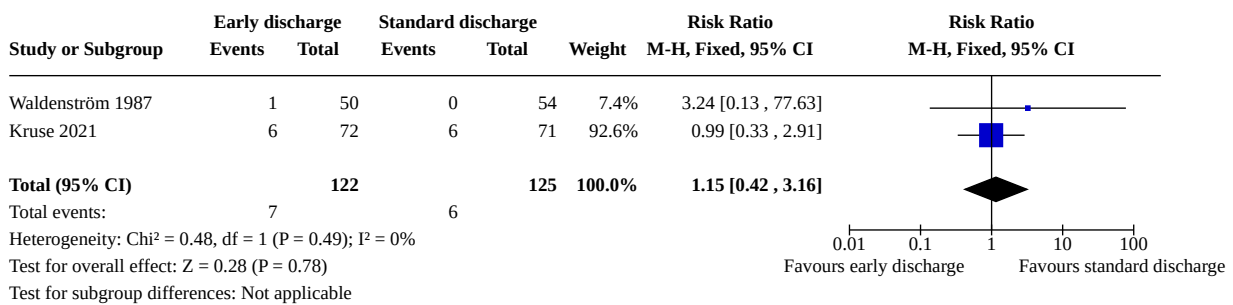 Early discharge Standard discharge Risk Ratio Risk Ratio
Study or Subgroup Events Total Events Total Weight M-H, Fixed, 95% CI M-H, Fixed, 95% CI
Waldenström 1987 1 50 0 54 7.4% 3.24 [0.13 , 77.63]
Kruse 2021 6 72 6 71 92.6% 0.99 [0.33 , 2.91]
Total (95% CI) 122 125 100.0% 1.15 [0.42 , 3.16]
Total events: 7 6
Heterogeneity: Chi² = 0.48, df = 1 (P = 0.49); I² = 0%
0.01 0.1 1 10 100
Test for overall effect: Z = 0.28 (P = 0.78)
Favours early discharge Favours standard discharge
Test for subgroup differences: Not applicable